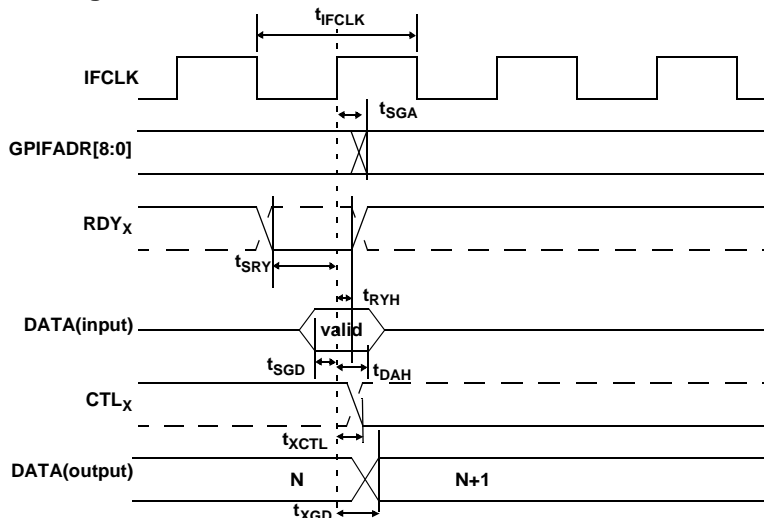 tIFCLK
IFCLK
tSGA
GPIFADR[8:0]
RDYX
tSRY
tRYH
DATA(input)
valid
tSGD
tDAH
CTLX
tXCTL
DATA(output)
N
N+1
tXGD